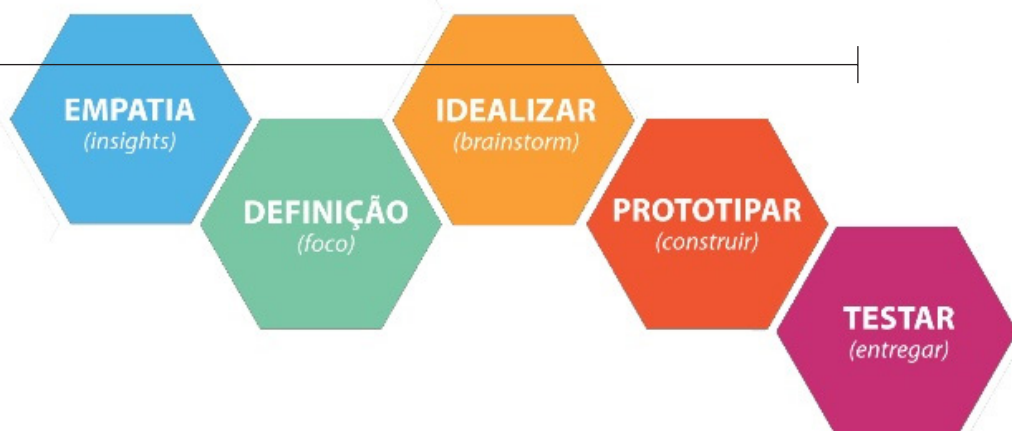 EMPATIA
(insights)
DEFINIÇÃO
(foco)
IDEALIZAR
(brainstorm)
PROTOTIPAR
(construir)
TESTAR
(entregar)